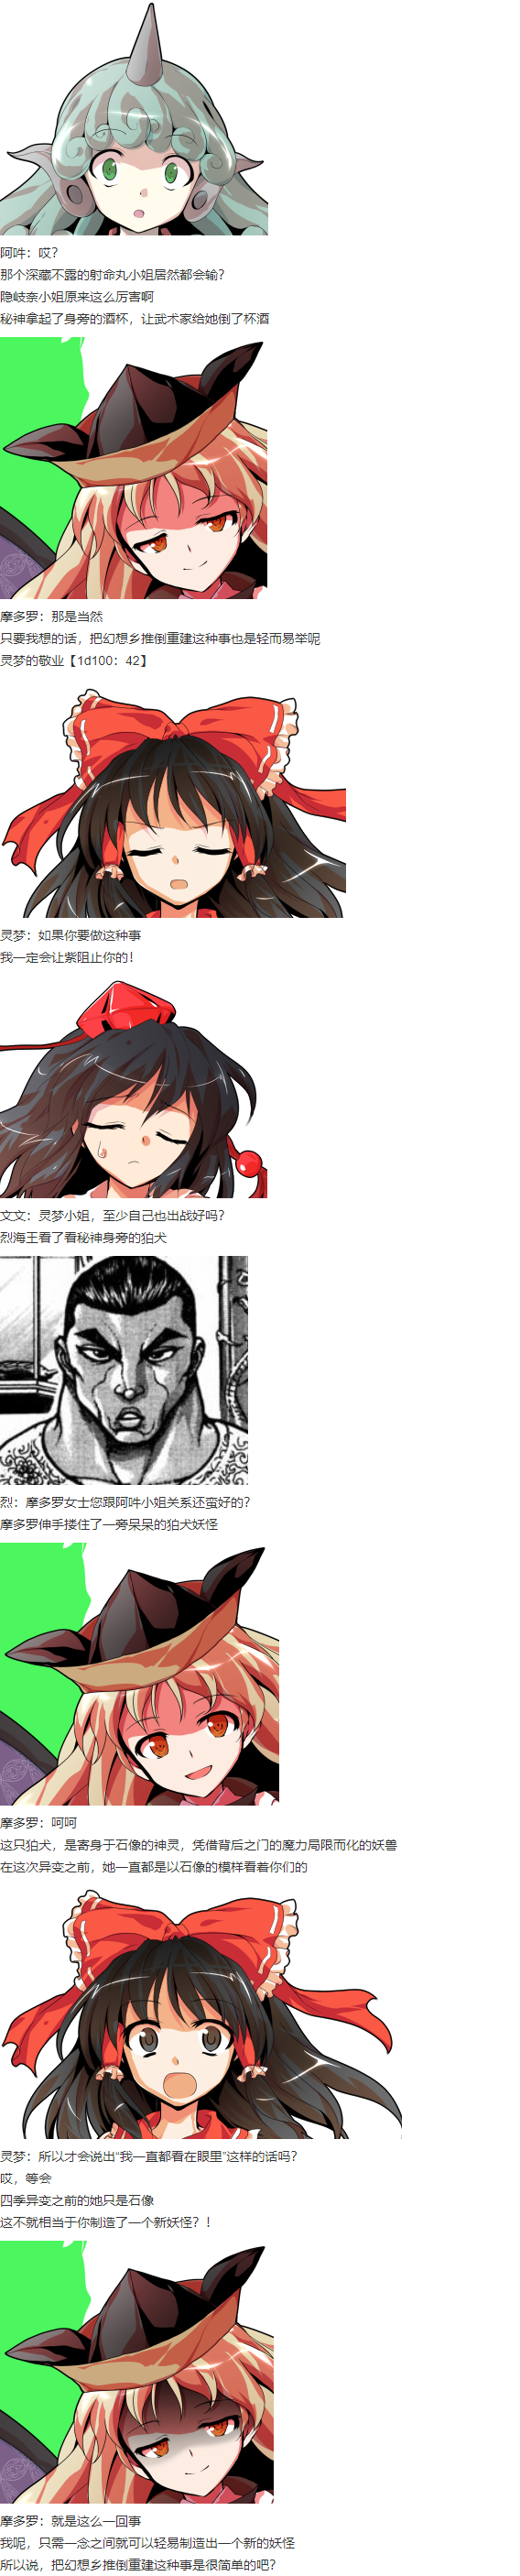 阿吽：哎？
那个深藏不露的射命丸小姐居然都会输？
隐岐奈小姐原来这么厉害啊
秘神拿起了身旁的酒杯，让武术家给她倒了杯酒
摩多罗：那是当然
只要我想的话，把幻想乡推倒重建这种事也是轻而易举呢
灵梦的敬业【1d100：42】
灵梦：如果你要做这种事
我一定会让紫阻止你的！
文文：灵梦小姐，至少自己也出战好吗？
烈海王看了看秘神身旁的狛犬
烈：摩多罗女士您跟阿吽小姐关系还蛮好的？
摩多罗伸手搂住了一旁呆呆的狛犬妖怪
摩多罗：呵呵
这只狛犬，是寄身于石像的神灵，凭借背后之门的魔力局限而化的妖兽
在这次异变之前，她一直都是以石像的模样看着你们的
灵梦：所以才会说出“我一直都看在眼里”这样的话吗？
哎，等会
四季异变之前的她只是石像
这不就相当于你制造了一个新妖怪？！
摩多罗：就是这么一回事
我呢，只需一念之间就可以轻易制造出一个新的妖怪
所以说，把幻想乡推倒重建这种事是很简单的吧？